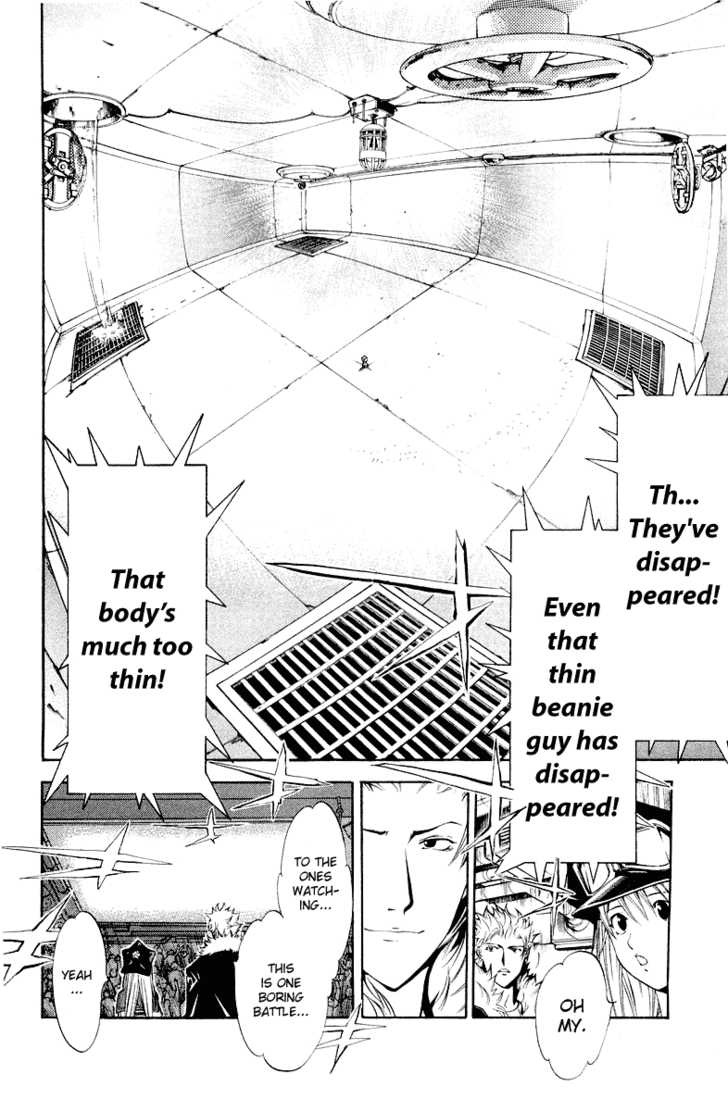 Th...
They've
disap-
peared!
Even
that
thin
beanie
guy has
disap-
peared!
That
body's
much too
thin!
OH
MY.
TO THE
ONES
WATCH-
ING...
THIS
IS ONE
BORING
BATTLE...
YEAH
...